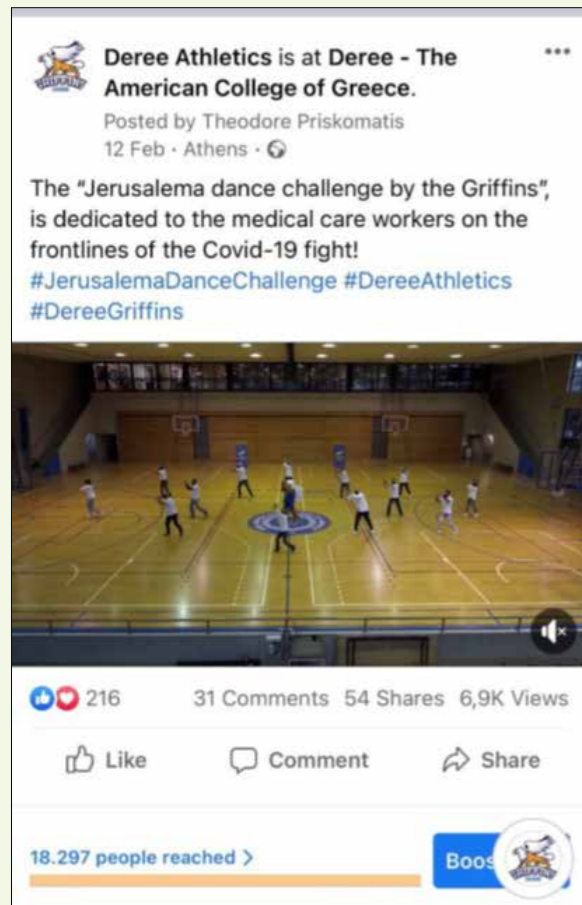 Deree Athletics is at Deree - The
American College of Greece.
Posted by Theodore Priskomatis
12 Feb · Athens ·
The “Jerusalema dance challenge by the Griffins”,
is dedicated to the medical care workers on the
frontlines of the Covid-19 fight!
#JerusalemaDanceChallenge #DereeAthletics
#DereeGriffins
216 31 Comments 54 Shares 6,9K Views
Like Comment Share
18.297 people reached >
Boos